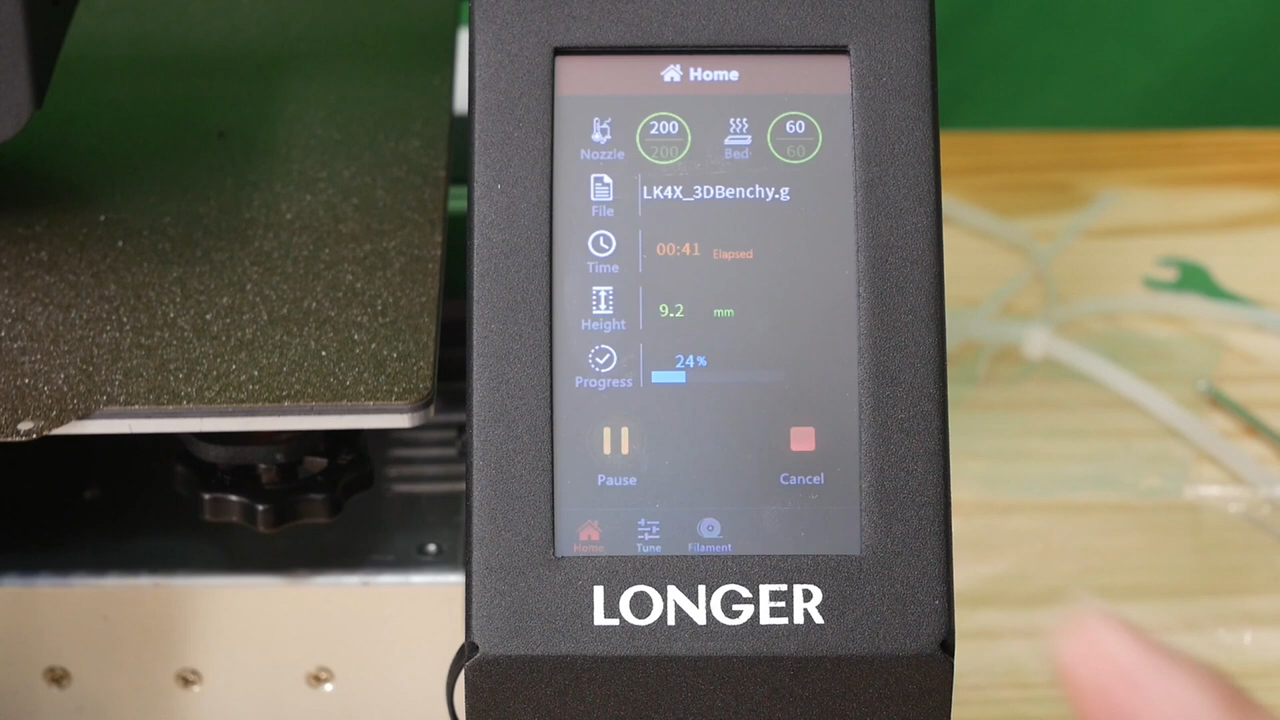 Home
200 60
200 60
Nozzle Bed
File LK4X_3DBenchy.g
Time 00:41 Elapsed
Height 9.2 mm
Progress 24%
Pause Cancel
Home Tune Filament
LONGER